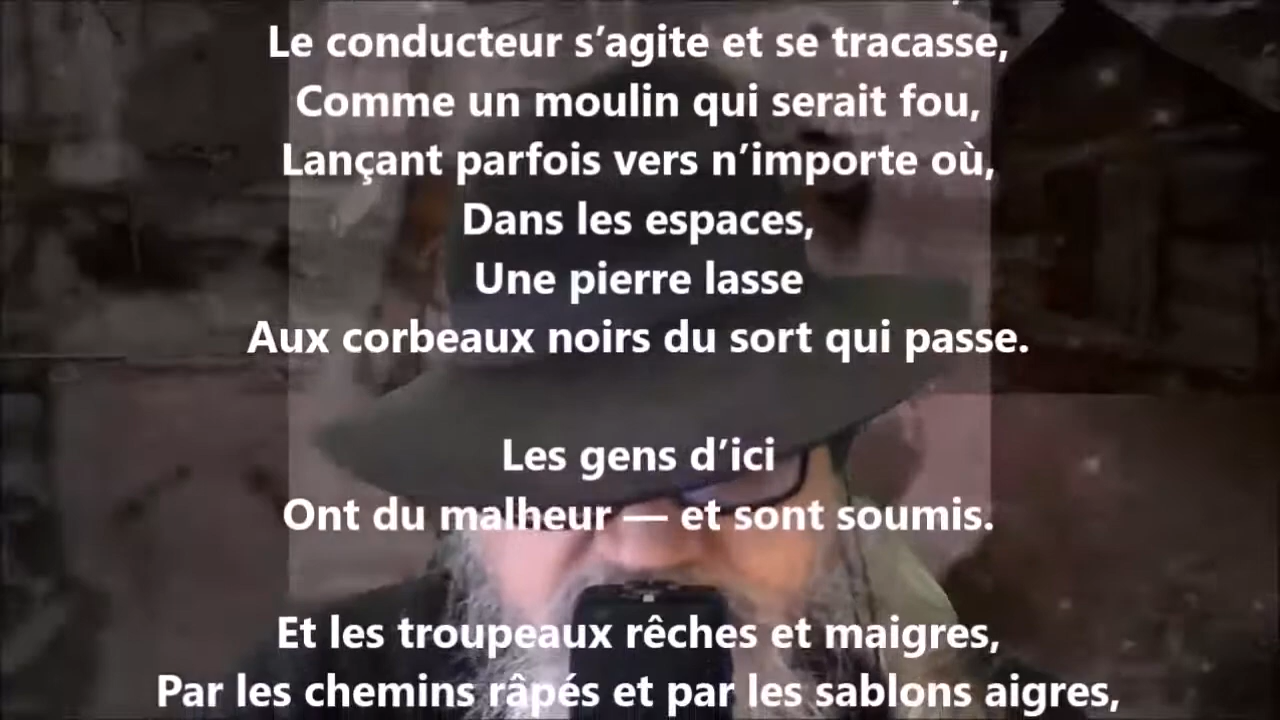 Le conducteur s’agite et se tracasse,
Comme un moulin qui serait fou,
Lançant parfois vers n’importe où,
Dans les espaces,
Une pierre lasse
Aux corbeaux noirs du sort qui passe.
Les gens d’ici
Ont du malheur — et sont soumis.
Et les troupeaux rêches et maigres,
Par les chemins râpés et par les sablons aigres,